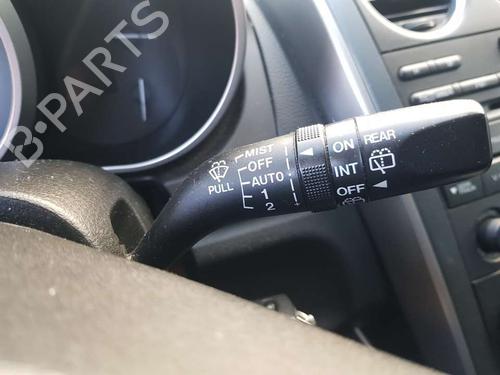 B-PARTS
MIST
OFF
PULL
AUTO
1
2
ON
REAR
INT
OFF